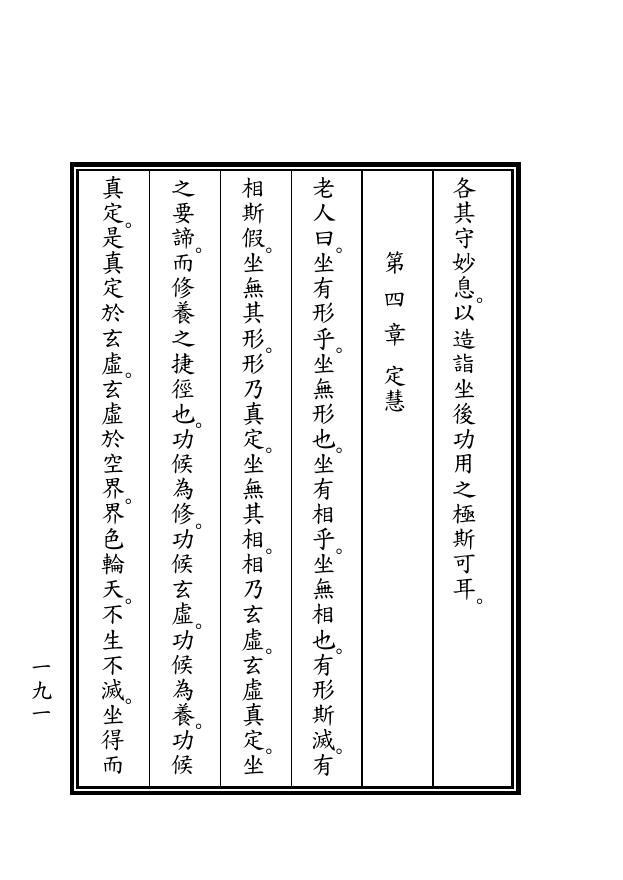 各其守妙息。以造詣坐後功用之極斯可耳。
第四章 定慧
老人曰。坐有形乎。坐無形也。坐有相乎。坐無相也。有形斯滅。有
相斯假。坐無其形。形乃真定。坐無其相。相乃玄虛。玄虛真定。坐
之要諦。而修養之捷徑也。功候為修。功候玄虛。功候為養。功候
真定。是真定於玄虛。玄虛於空界。界色輪天。不生不滅。坐得而
一九一